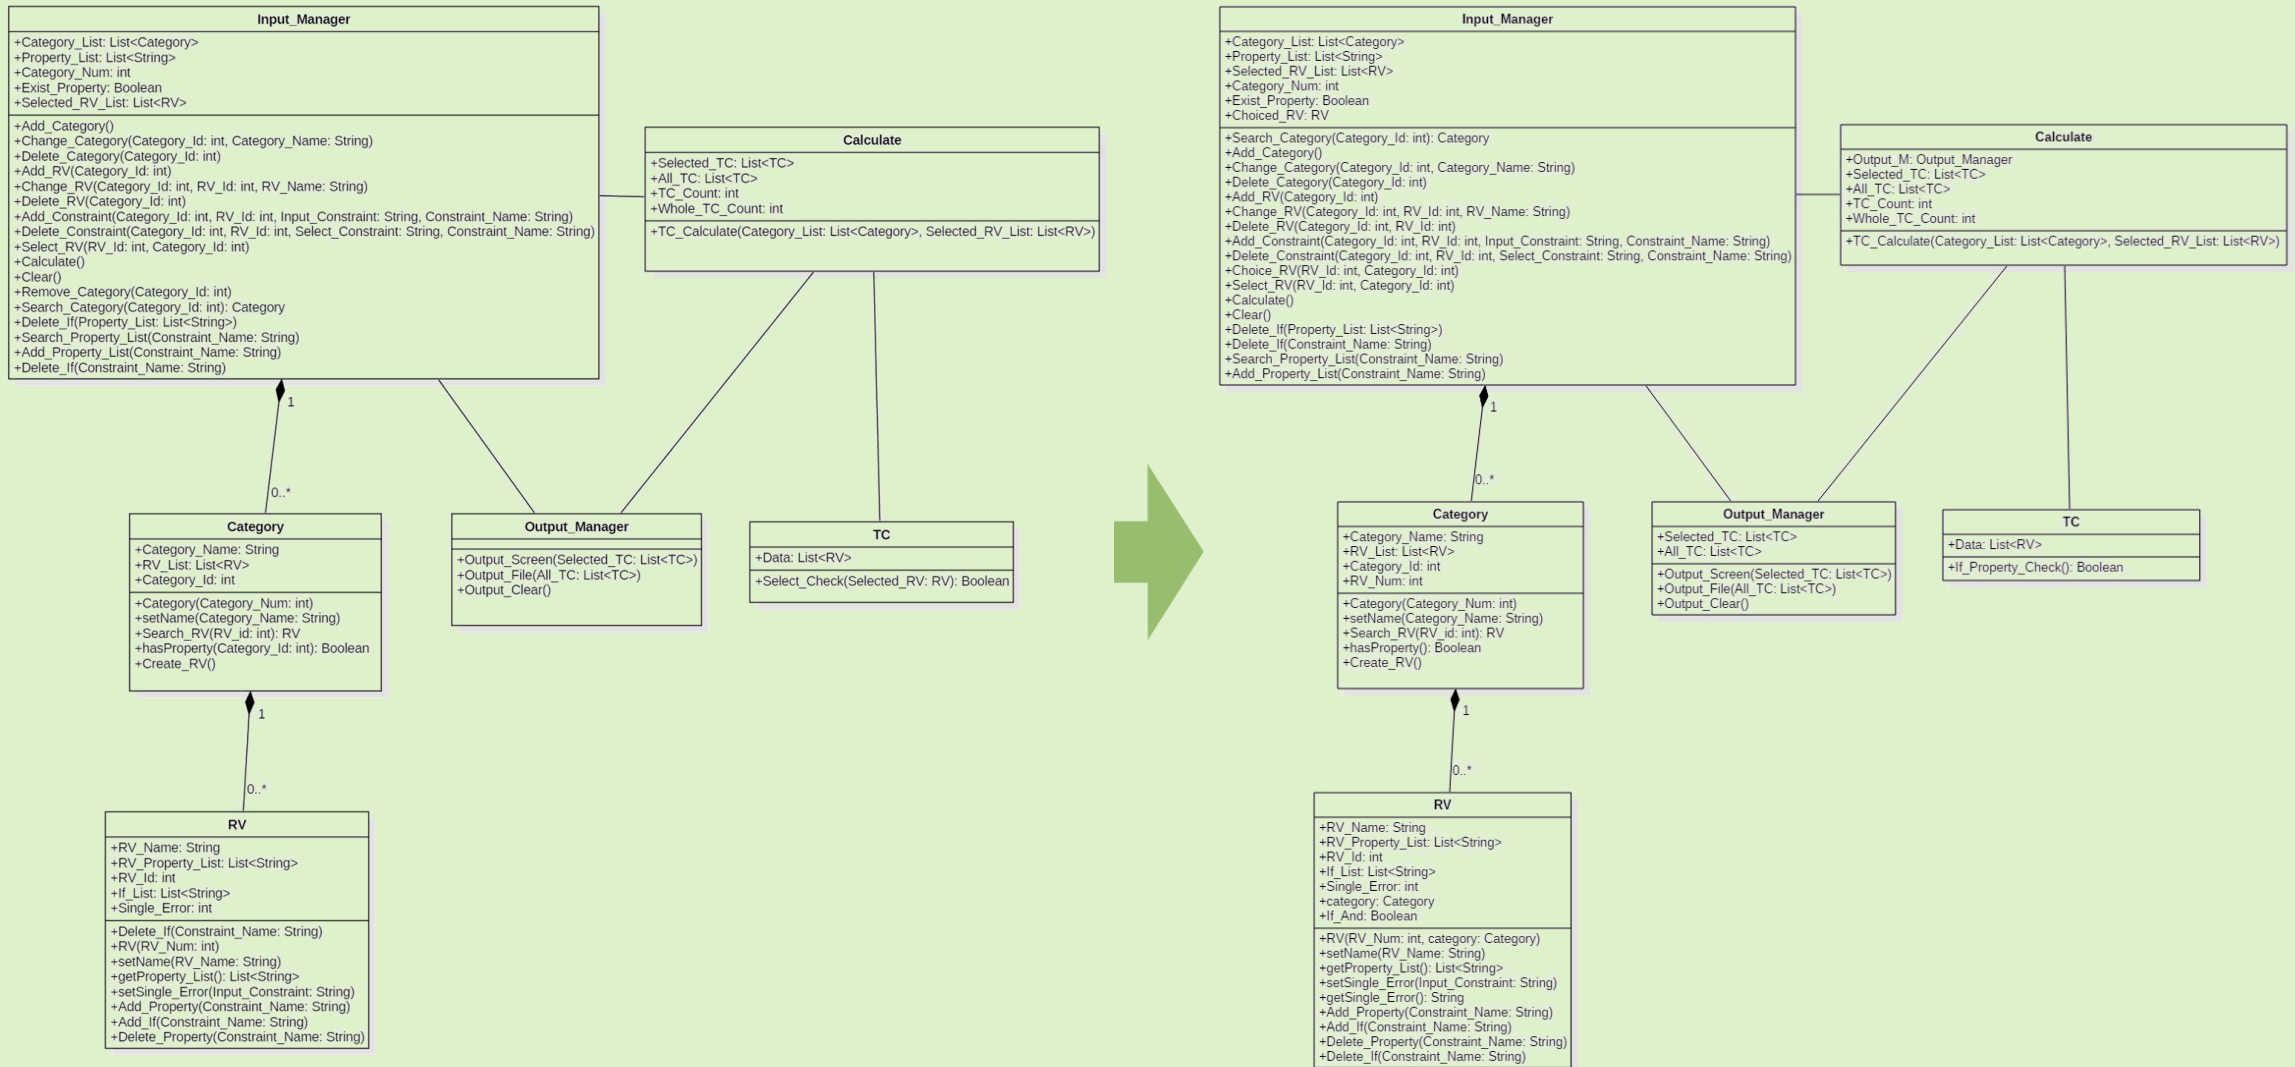 Input_Manager
+Category_List: List<Category>
+Property_List: List<String>
+Category_Num: int
+Exist_Property: Boolean
+Selected_RV_List: List<RV>
+Add_Category()
+Change_Category(Category_Id: int, Category_Name: String)
+Delete_Category(Category_Id: int)
+Add_RV(Category_Id: int)
+Change_RV(Category_Id: int, RV_Id: int, RV_Name: String)
+Delete_RV(Category_Id: int)
+Add_Constraint(Category_Id: int, RV_Id: int, Input_Constraint: String, Constraint_Name: String)
+Delete_Constraint(Category_Id: int, RV_Id: int, Select_Constraint: String, Constraint_Name: String)
+Select_RV(RV_Id: int, Category_Id: int)
+Calculate()
+Clear()
+Remove_Category(Category_Id: int)
+Search_Category(Category_Id: int): Category
+Delete_If(Property_List: List<String>)
+Search_Property_List(Constraint_Name: String)
+Add_Property_List(Constraint_Name: String)
+Delete_If(Constraint_Name: String)
Calculate
+Selected_TC: List<TC>
+All_TC: List<TC>
+TC_Count: int
+Whole_TC_Count: int
+TC_Calculate(Category_List: List<Category>, Selected_RV_List: List<RV>)
1
0..*
Category
+Category_Name: String
+RV_List: List<RV>
+Category_Id: int
+Category(Category_Num: int)
+setName(Category_Name: String)
+Search_RV(RV_id: int): RV
+hasProperty(Category_Id: int): Boolean
+Create_RV()
Output_Manager
+Output_Screen(Selected_TC: List<TC>)
+Output_File(All_TC: List<TC>)
+Output_Clear()
TC
+Data: List<RV>
+Select_Check(Selected_RV: RV): Boolean
1
0..*
RV
+RV_Name: String
+RV_Property_List: List<String>
+RV_Id: int
+If_List: List<String>
+Single_Error: int
+Delete_If(Constraint_Name: String)
+RV(RV_Num: int)
+setName(RV_Name: String)
+getProperty_List(): List<String>
+setSingle_Error(Input_Constraint: String)
+Add_Property(Constraint_Name: String)
+Add_If(Constraint_Name: String)
+Delete_Property(Constraint_Name: String)
Input_Manager
+Category_List: List<Category>
+Property_List: List<String>
+Selected_RV_List: List<RV>
+Category_Num: int
+Exist_Property: Boolean
+Choiced_RV: RV
+Search_Category(Category_Id: int): Category
+Add_Category()
+Change_Category(Category_Id: int, Category_Name: String)
+Delete_Category(Category_Id: int)
+Add_RV(Category_Id: int)
+Change_RV(Category_Id: int, RV_Id: int, RV_Name: String)
+Delete_RV(Category_Id: int, RV_Id: int)
+Add_Constraint(Category_Id: int, RV_Id: int, Input_Constraint: String, Constraint_Name: String)
+Delete_Constraint(Category_Id: int, RV_Id: int, Select_Constraint: String, Constraint_Name: String)
+Choice_RV(RV_Id: int, Category_Id: int)
+Select_RV(RV_Id: int, Category_Id: int)
+Calculate()
+Clear()
+Delete_If(Property_List: List<String>)
+Delete_If(Constraint_Name: String)
+Search_Property_List(Constraint_Name: String)
+Add_Property_List(Constraint_Name: String)
Calculate
+Output_M: Output_Manager
+Selected_TC: List<TC>
+All_TC: List<TC>
+TC_Count: int
+Whole_TC_Count: int
+TC_Calculate(Category_List: List<Category>, Selected_RV_List: List<RV>)
1
0..*
Category
+Category_Name: String
+RV_List: List<RV>
+Category_Id: int
+RV_Num: int
+Category(Category_Num: int)
+setName(Category_Name: String)
+Search_RV(RV_id: int): RV
+hasProperty(): Boolean
+Create_RV()
Output_Manager
+Selected_TC: List<TC>
+All_TC: List<TC>
+Output_Screen(Selected_TC: List<TC>)
+Output_File(All_TC: List<TC>)
+Output_Clear()
TC
+Data: List<RV>
+If_Property_Check(): Boolean
1
0..*
RV
+RV_Name: String
+RV_Property_List: List<String>
+RV_Id: int
+If_List: List<String>
+Single_Error: int
+category: Category
+If_And: Boolean
+RV(RV_Num: int, category: Category)
+setName(RV_Name: String)
+getProperty_List(): List<String>
+setSingle_Error(Input_Constraint: String)
+getSingle_Error(): String
+Add_Property(Constraint_Name: String)
+Add_If(Constraint_Name: String)
+Delete_Property(Constraint_Name: String)
+Delete_If(Constraint_Name: String)